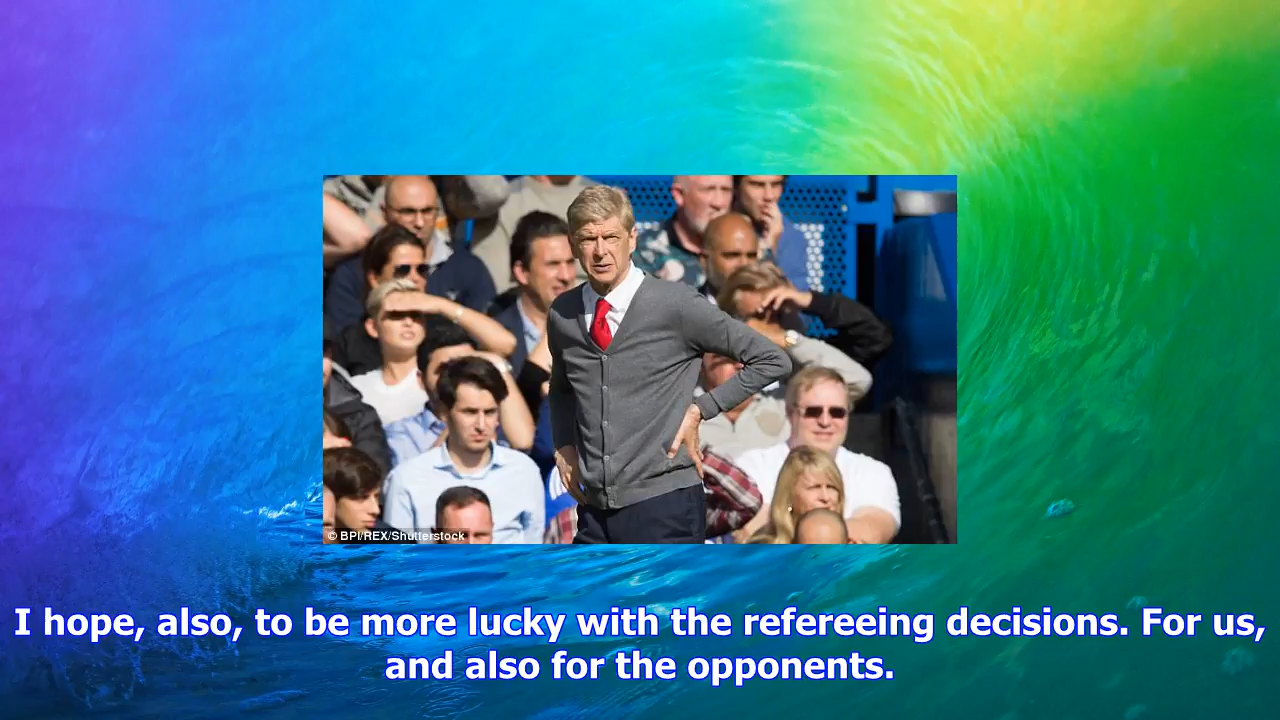 © BPI/REX/Shutterstock
I hope, also, to be more lucky with the refereeing decisions. For us,
and also for the opponents.